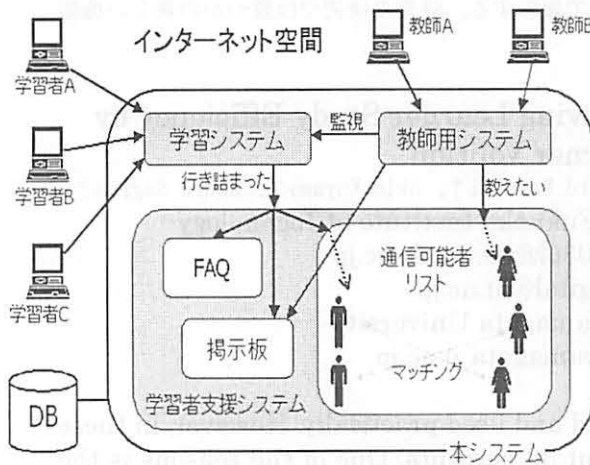 インターネット空間
教師A
教師B
学習者A
学習システム
監視
教師用システム
行き詰まった
教えたい
学習者B
FAQ
通信可能者
リスト
学習者C
掲示板
マッチング
学習者支援システム
DB
本システム